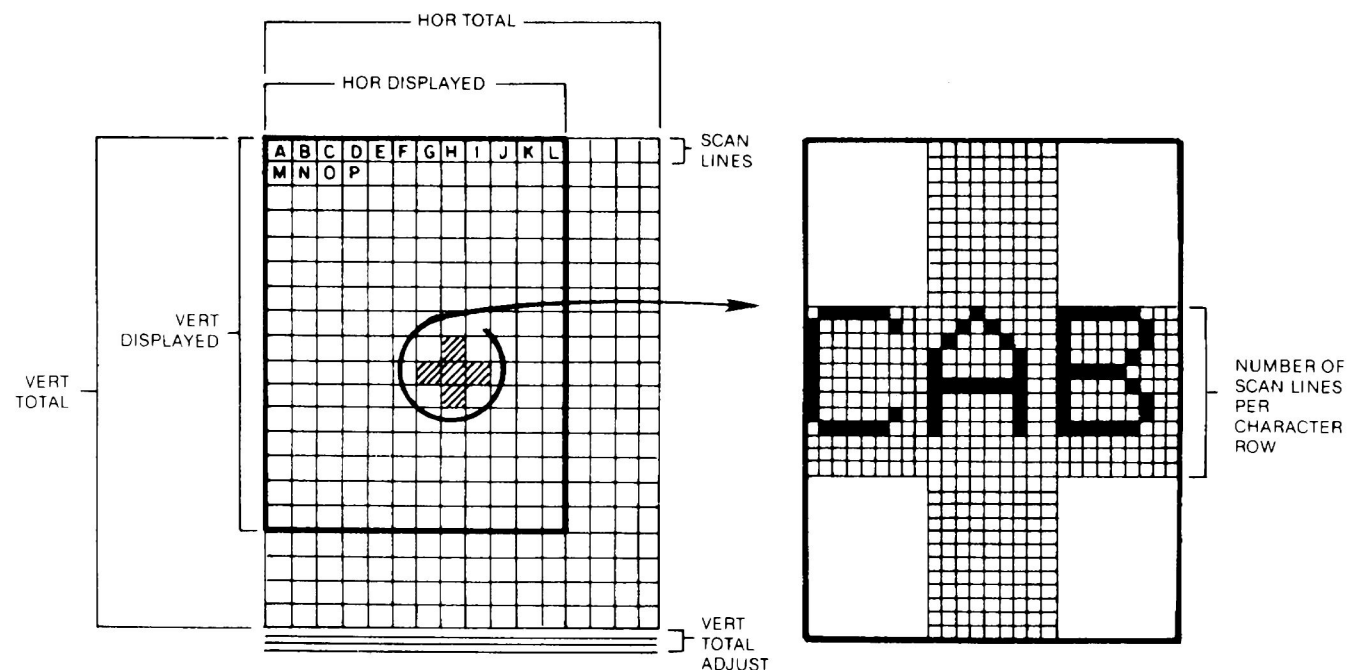 HOR TOTAL
HOR DISPLAYED
SCAN
LINES
A B C D E F G H I J K L
M N O P
VERT
DISPLAYED
VERT
TOTAL
CAB
NUMBER OF
SCAN LINES
PER
CHARACTER
ROW
VERT
TOTAL
ADJUST